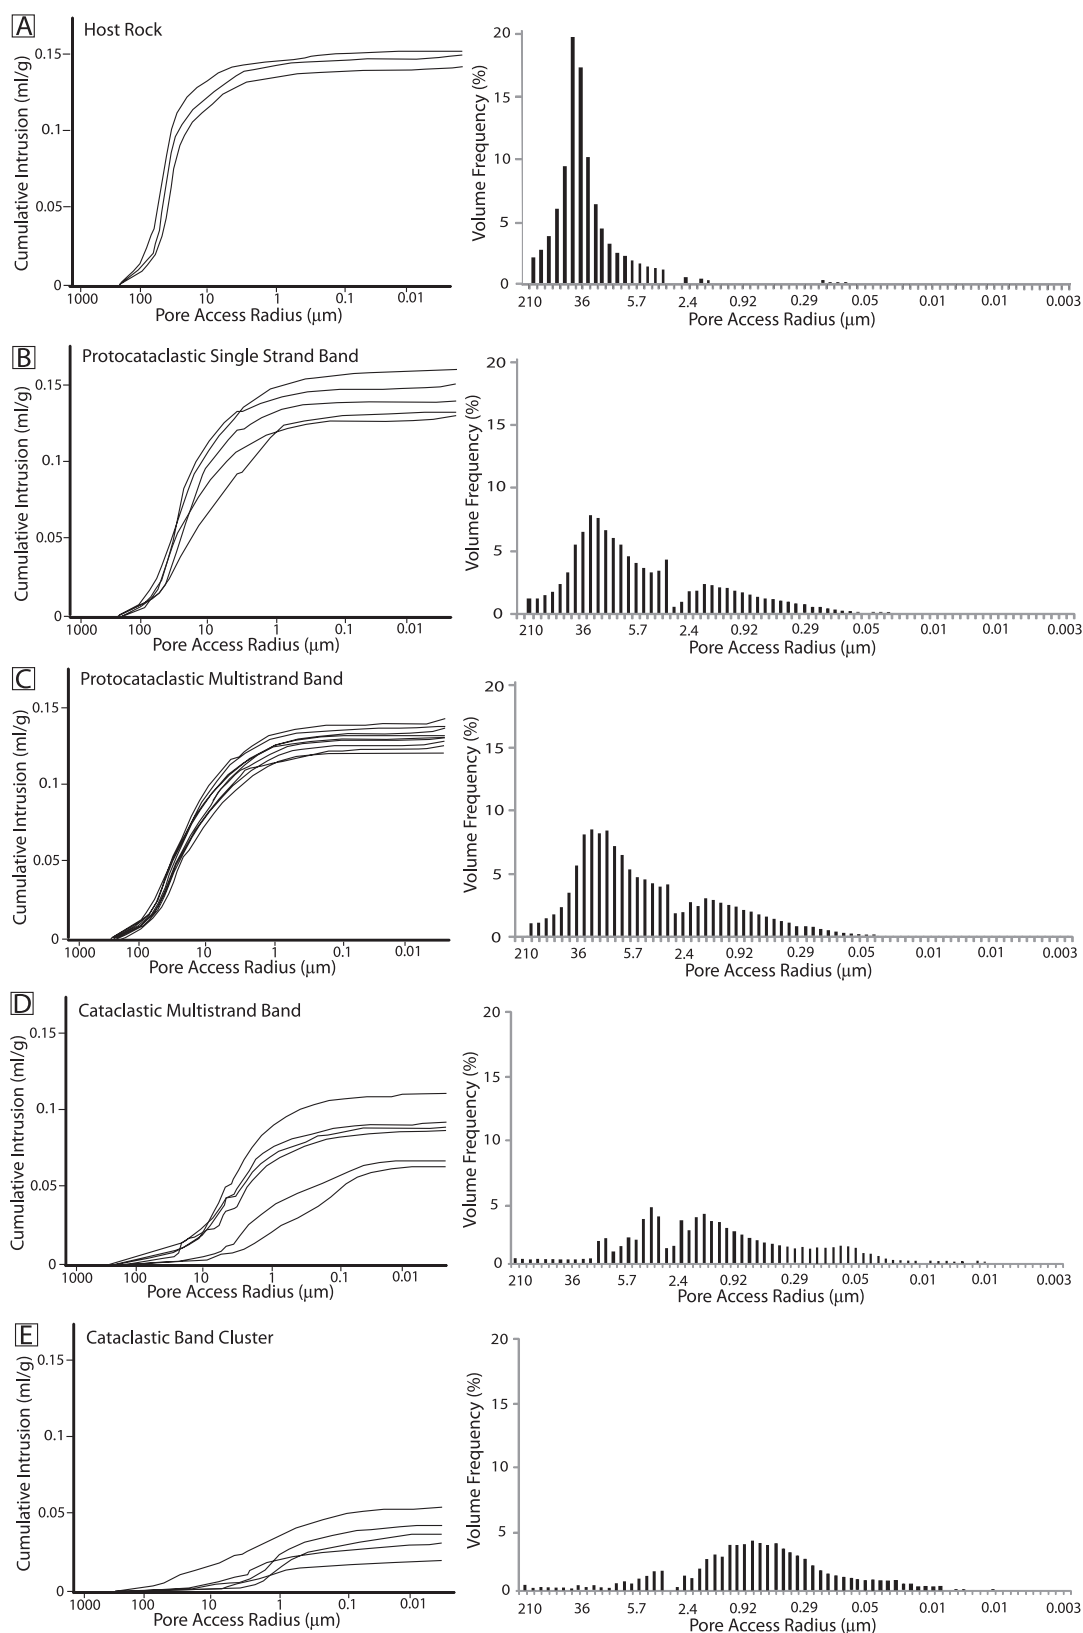 A
Host Rock
Cumulative Intrusion (ml/g)
0.15
0.1
0.05
0
1000 100 10 1 0.1 0.01
Pore Access Radius (μm)
Volume Frequency (%)
20
15
10
5
0
210 36 5.7 2.4 0.92 0.29 0.05 0.01 0.01 0.003
Pore Access Radius (μm)
B
Protocataclastic Single Strand Band
Cumulative Intrusion (ml/g)
0.15
0.1
0.05
0
1000 100 10 1 0.1 0.01
Pore Access Radius (μm)
Volume Frequency (%)
20
15
10
5
0
210 36 5.7 2.4 0.92 0.29 0.05 0.01 0.01 0.003
Pore Access Radius (μm)
C
Protocataclastic Multistrand Band
Cumulative Intrusion (ml/g)
0.15
0.1
0.05
0
1000 100 10 1 0.1 0.01
Pore Access Radius (μm)
Volume Frequency (%)
20
15
10
5
0
210 36 5.7 2.4 0.92 0.29 0.05 0.01 0.01 0.003
Pore Access Radius (μm)
D
Cataclastic Multistrand Band
Cumulative Intrusion (ml/g)
0.15
0.1
0.05
0
1000 100 10 1 0.1 0.01
Pore Access Radius (μm)
Volume Frequency (%)
20
15
10
5
0
210 36 5.7 2.4 0.92 0.29 0.05 0.01 0.01 0.003
Pore Access Radius (μm)
E
Cataclastic Band Cluster
Cumulative Intrusion (ml/g)
0.15
0.1
0.05
0
1000 100 10 1 0.1 0.01
Pore Access Radius (μm)
Volume Frequency (%)
20
15
10
5
0
210 36 5.7 2.4 0.92 0.29 0.05 0.01 0.01 0.003
Pore Access Radius (μm)